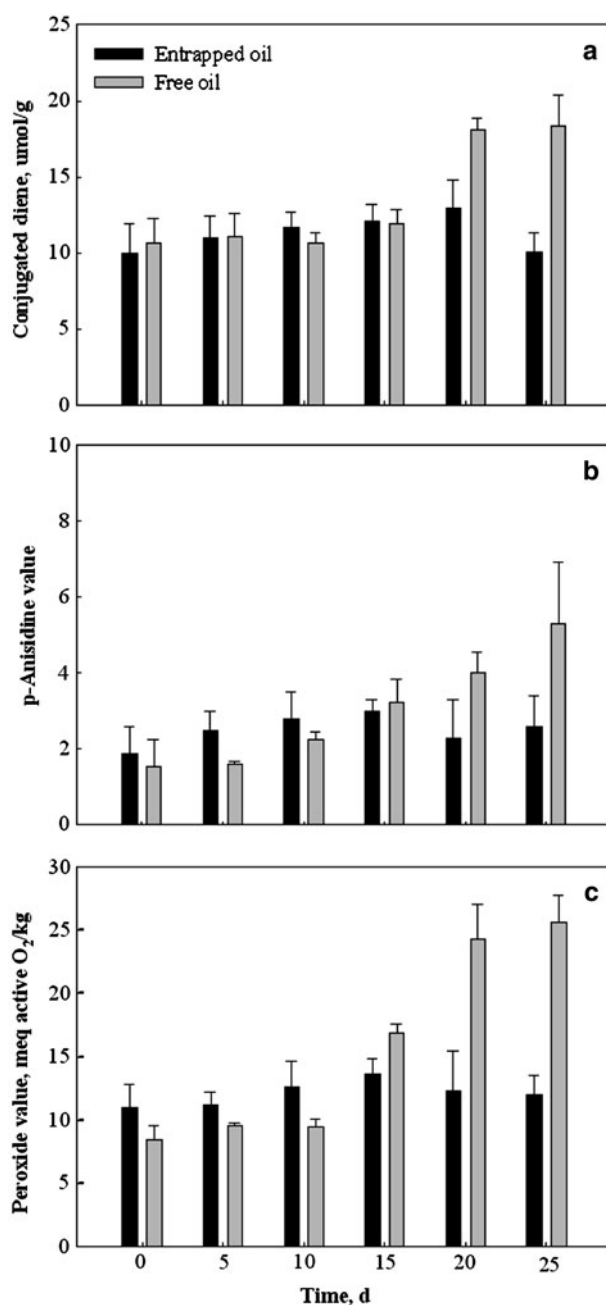 25
20
15
10
5
0
Conjugated diene, umol/g
Entrapped oil
Free oil
a
10
8
6
4
2
0
p-Anisidine value
b
30
25
20
15
10
5
0
Peroxide value, meq active O₂/kg
c
0 5 10 15 20 25
Time, d